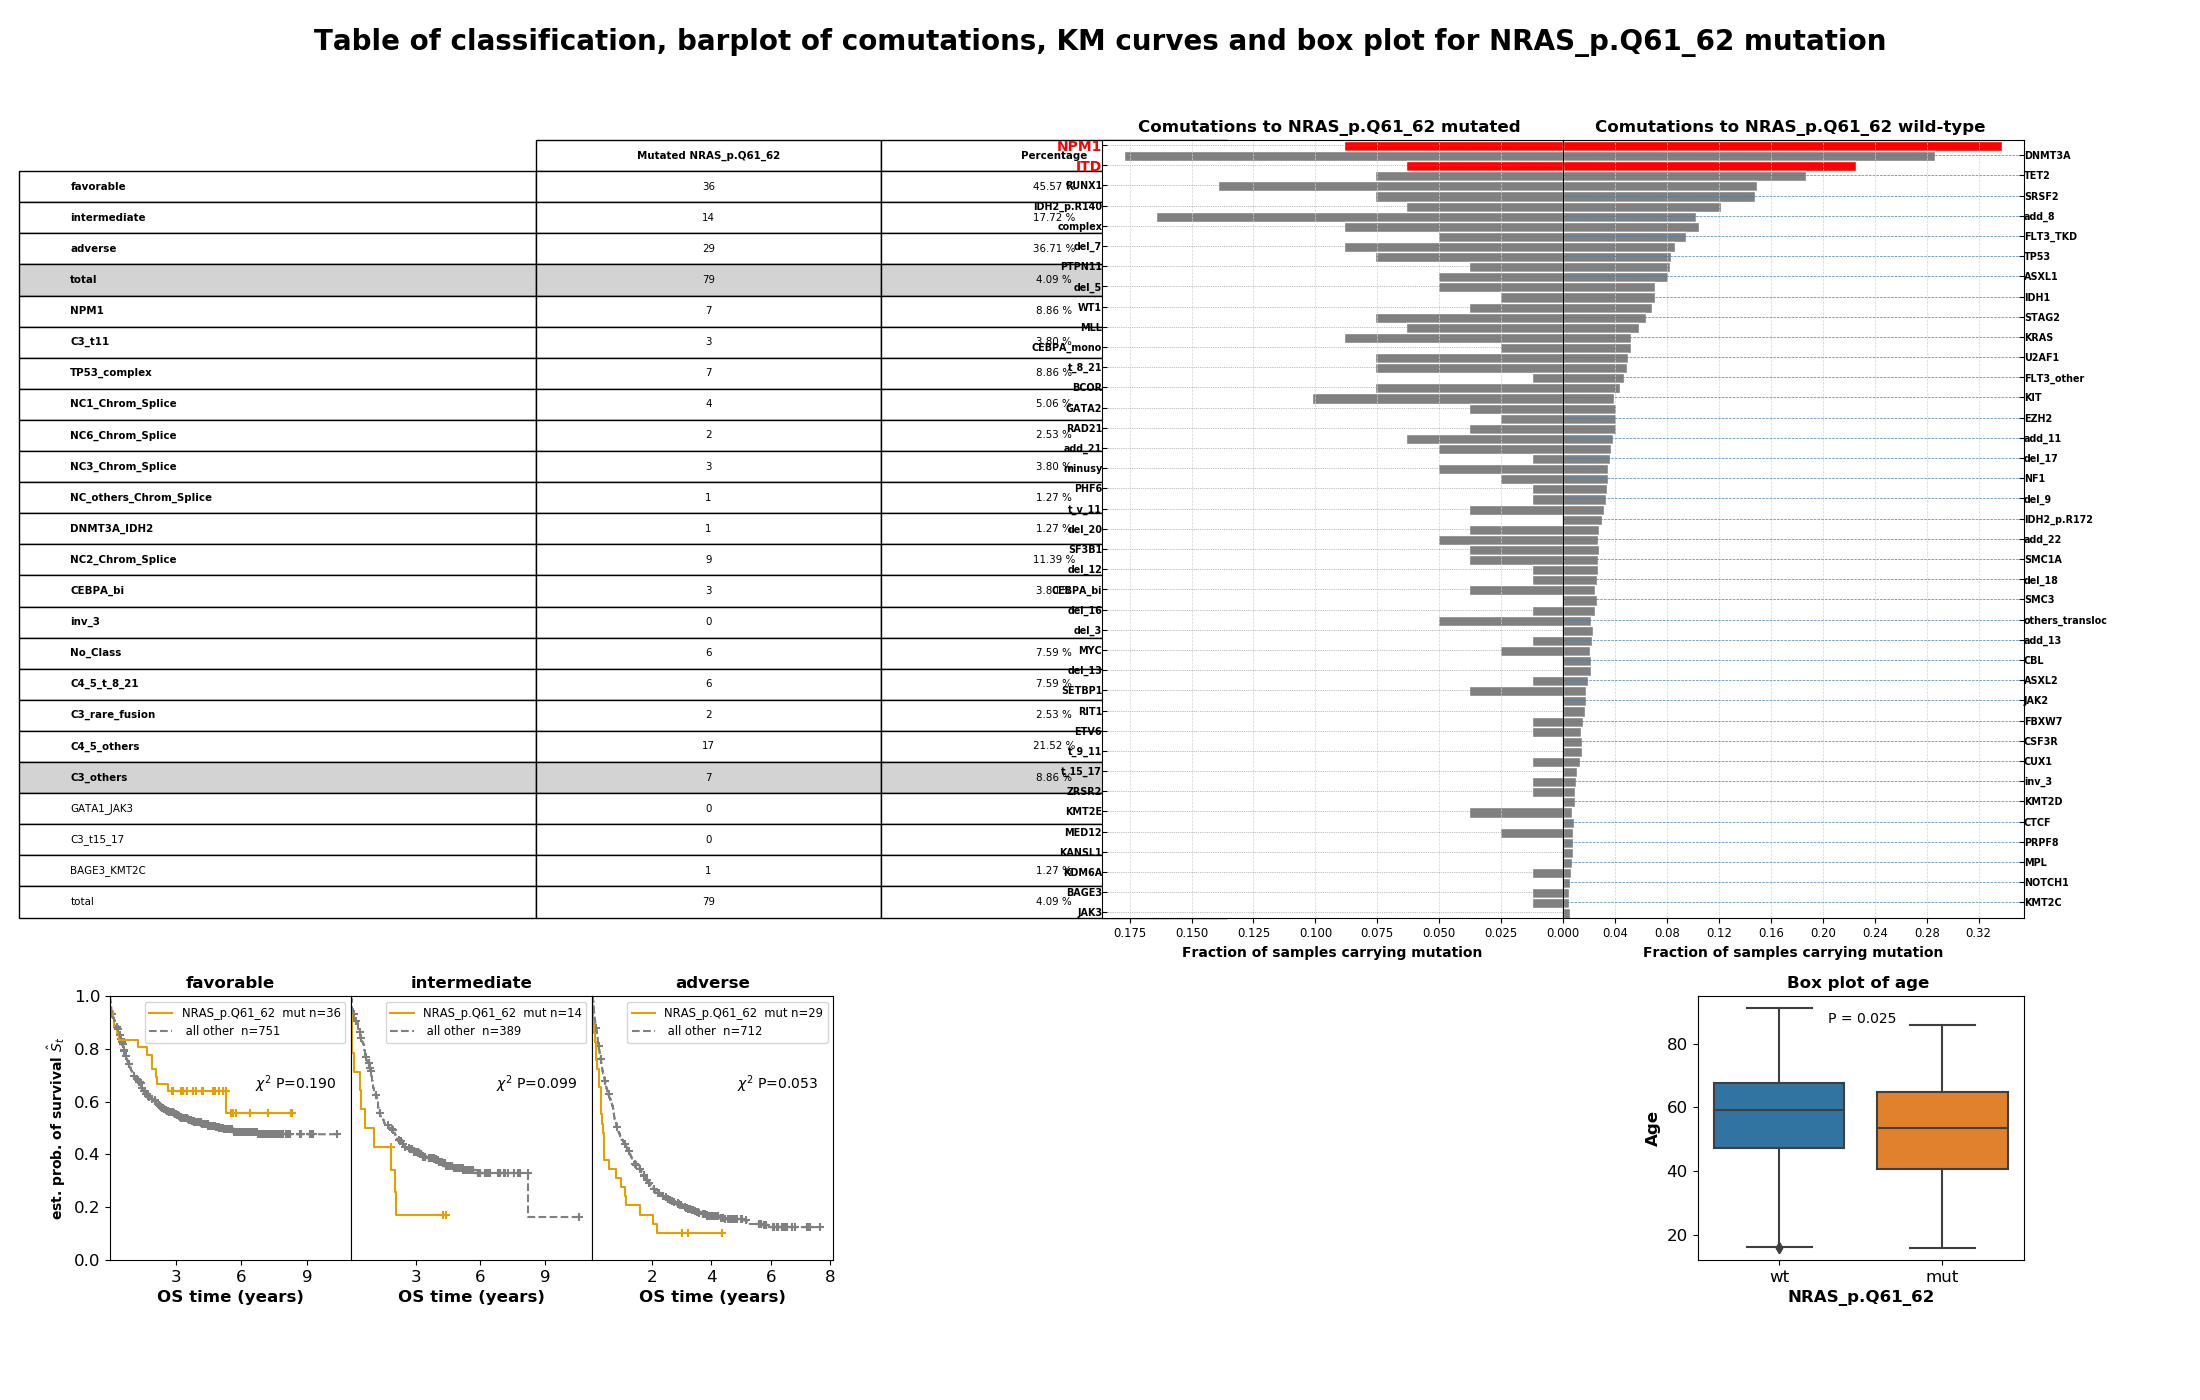 Table of classification, barplot of comutations, KM curves and box plot for NRAS_p.Q61_62 mutation
Mutated NRAS_p.Q61_62 Percentage
favorable 36 45.57 %
intermediate 14 17.72 %
adverse 29 36.71 %
total 79 4.09 %
NPM1 7 8.86 %
C3_t11 3 3.80 %
TP53_complex 7 8.86 %
NC1_Chrom_Splice 4 5.06 %
NC6_Chrom_Splice 2 2.53 %
NC3_Chrom_Splice 3 3.80 %
NC_others_Chrom_Splice 1 1.27 %
DNMT3A_IDH2 1 1.27 %
NC2_Chrom_Splice 9 11.39 %
CEBPA_bi 3 3.80 %
inv_3 0
No_Class 6 7.59 %
C4_5_t_8_21 6 7.59 %
C3_rare_fusion 2 2.53 %
C4_5_others 17 21.52 %
C3_others 7 8.86 %
GATA1_JAK3 0
C3_t15_17 0
BAGE3_KMT2C 1 1.27 %
total 79 4.09 %
Comutations to NRAS_p.Q61_62 mutated
Comutations to NRAS_p.Q61_62 wild-type
NPM1
ITD
RUNX1
IDH2_p.R140
complex
del_7
PTPN11
del_5
WT1
MLL
CEBPA_mono
t_8_21
BCOR
GATA2
RAD21
add_21
minusy
PHF6
t_v_11
del_20
SF3B1
del_12
CEBPA_bi
del_16
del_3
MYC
del_13
SETBP1
RIT1
ETV6
t_9_11
t_15_17
ZRSR2
KMT2E
MED12
KANSL1
KDM6A
BAGE3
JAK3
DNMT3A
TET2
SRSF2
add_8
FLT3_TKD
TP53
ASXL1
IDH1
STAG2
KRAS
U2AF1
FLT3_other
KIT
EZH2
add_11
del_17
NF1
del_9
IDH2_p.R172
add_22
SMC1A
del_18
SMC3
others_transloc
add_13
CBL
ASXL2
JAK2
FBXW7
CSF3R
CUX1
inv_3
KMT2D
CTCF
PRPF8
MPL
NOTCH1
KMT2C
0.175 0.150 0.125 0.100 0.075 0.050 0.025 0.000 0.04 0.08 0.12 0.16 0.20 0.24 0.28 0.32
Fraction of samples carrying mutation
Fraction of samples carrying mutation
favorable
NRAS_p.Q61_62 mut n=36
all other n=751
χ² P=0.190
est. prob. of survival Ŝt
1.0
0.8
0.6
0.4
0.2
0.0
3 6 9
OS time (years)
intermediate
NRAS_p.Q61_62 mut n=14
all other n=389
χ² P=0.099
3 6 9
OS time (years)
adverse
NRAS_p.Q61_62 mut n=29
all other n=712
χ² P=0.053
2 4 6 8
OS time (years)
Box plot of age
P = 0.025
Age
80
60
40
20
wt mut
NRAS_p.Q61_62